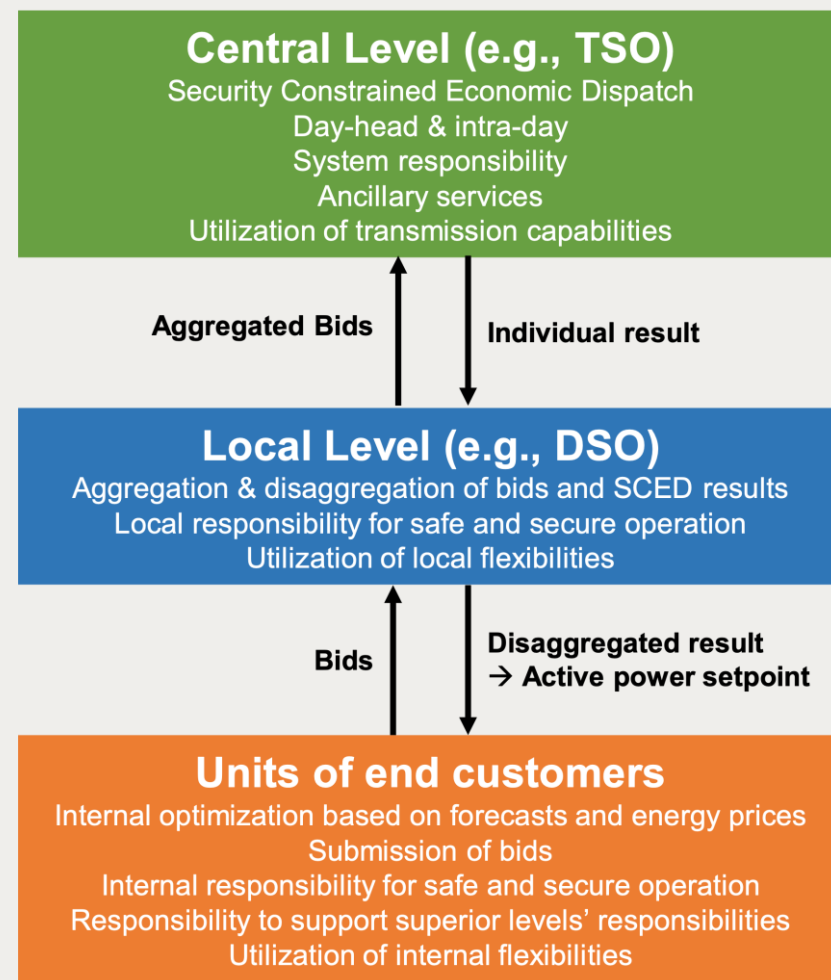 Central Level (e.g., TSO)
Security Constrained Economic Dispatch
Day-head & intra-day
System responsibility
Ancillary services
Utilization of transmission capabilities
Aggregated Bids
Individual result
Local Level (e.g., DSO)
Aggregation & disaggregation of bids and SCED results
Local responsibility for safe and secure operation
Utilization of local flexibilities
Bids
Disaggregated result
→ Active power setpoint
Units of end customers
Internal optimization based on forecasts and energy prices
Submission of bids
Internal responsibility for safe and secure operation
Responsibility to support superior levels’ responsibilities
Utilization of internal flexibilities